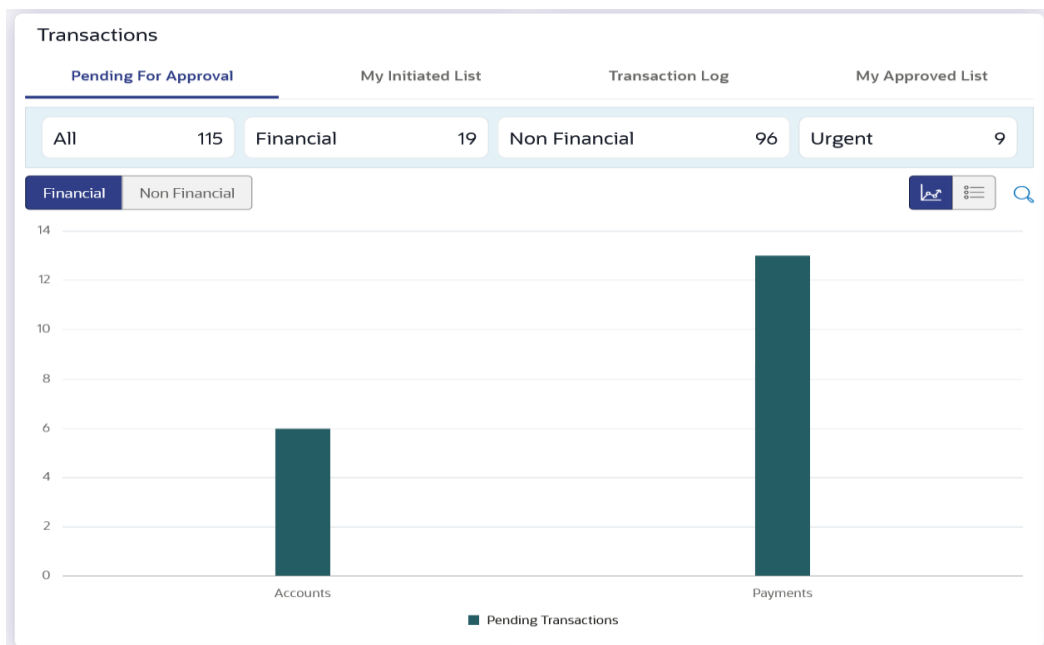 Transactions
Pending For Approval My Initiated List Transaction Log My Approved List
All 115 Financial 19 Non Financial 96 Urgent 9
Financial Non Financial
14
12
10
8
6
4
2
0
Accounts Payments
Pending Transactions